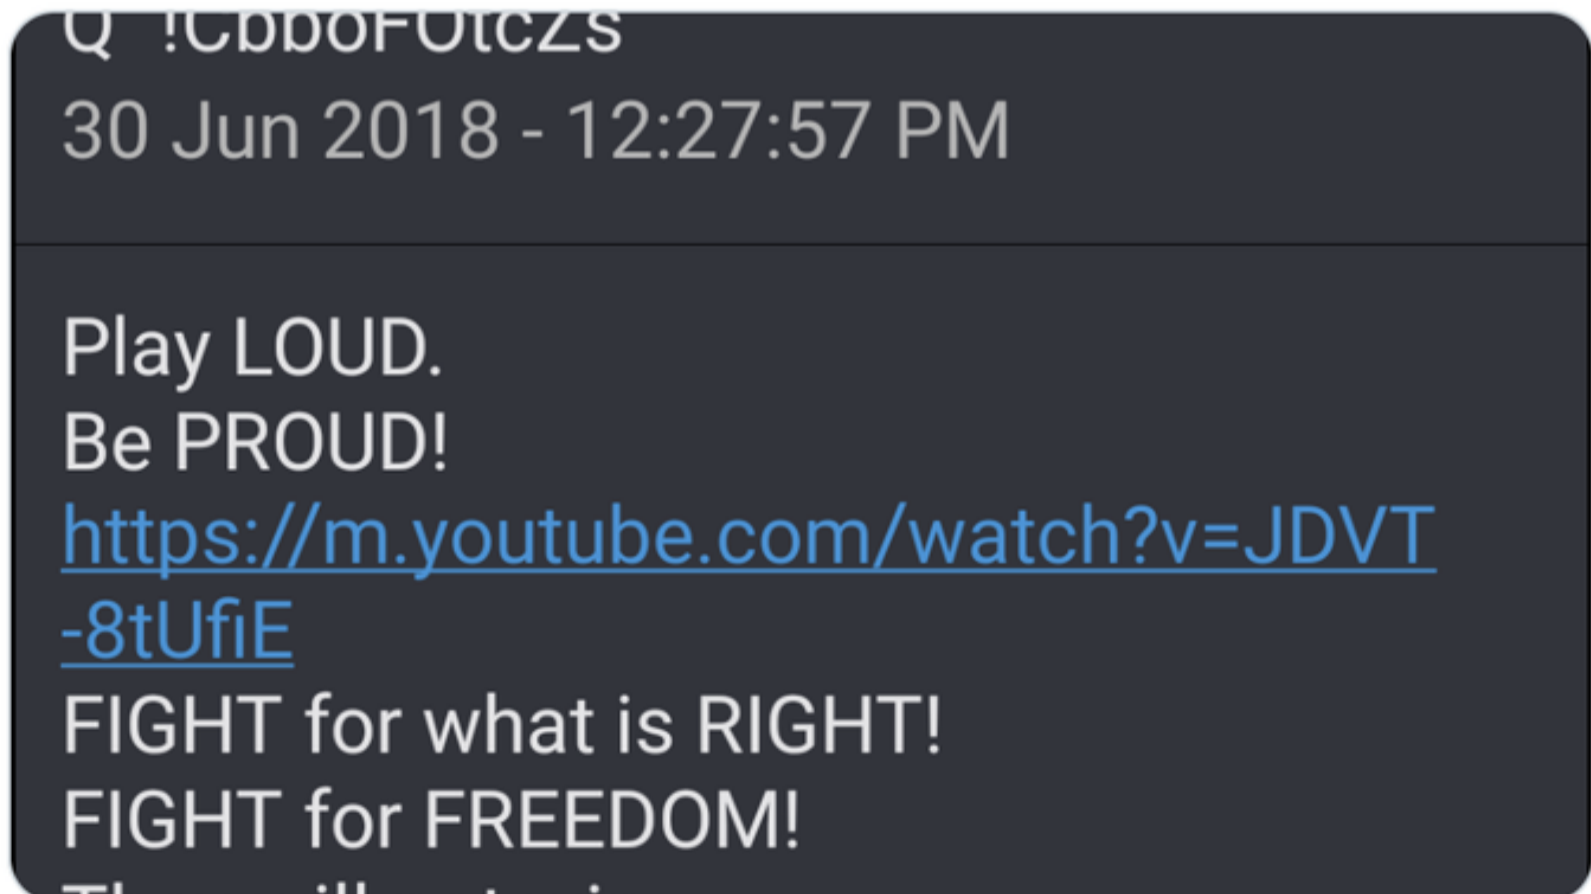 Q !CbboFOtcZs
30 Jun 2018 - 12:27:57 PM
Play LOUD.
Be PROUD!
https://m.youtube.com/watch?v=JDVT
-8tUfiE
FIGHT for what is RIGHT!
FIGHT for FREEDOM!